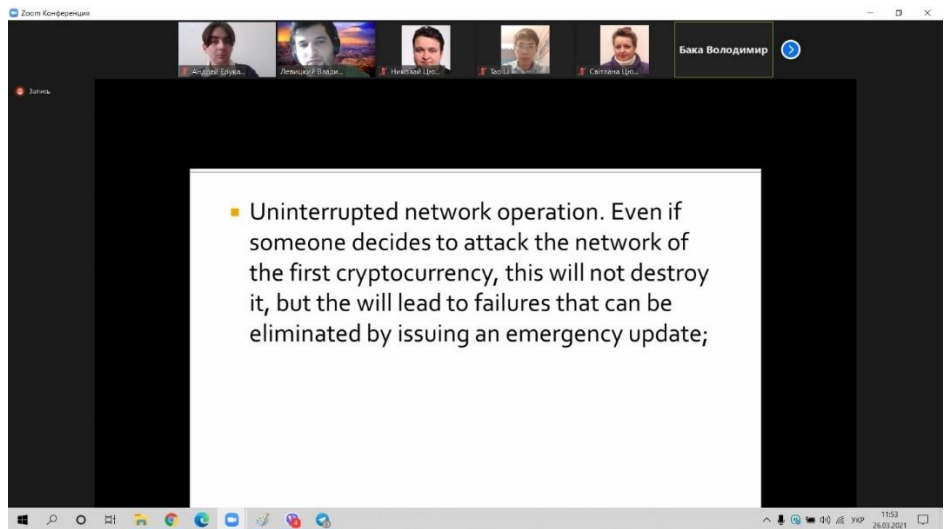 Zoom Конференция
Левицкий Влади...
Николай Цю...
Tao Li
Світлана Цю...
Бака Володимир
Запись
Uninterrupted network operation. Even if
someone decides to attack the network of
the first cryptocurrency, this will not destroy
it, but the will lead to failures that can be
eliminated by issuing an emergency update;
УКР
11:53
26.03.2021